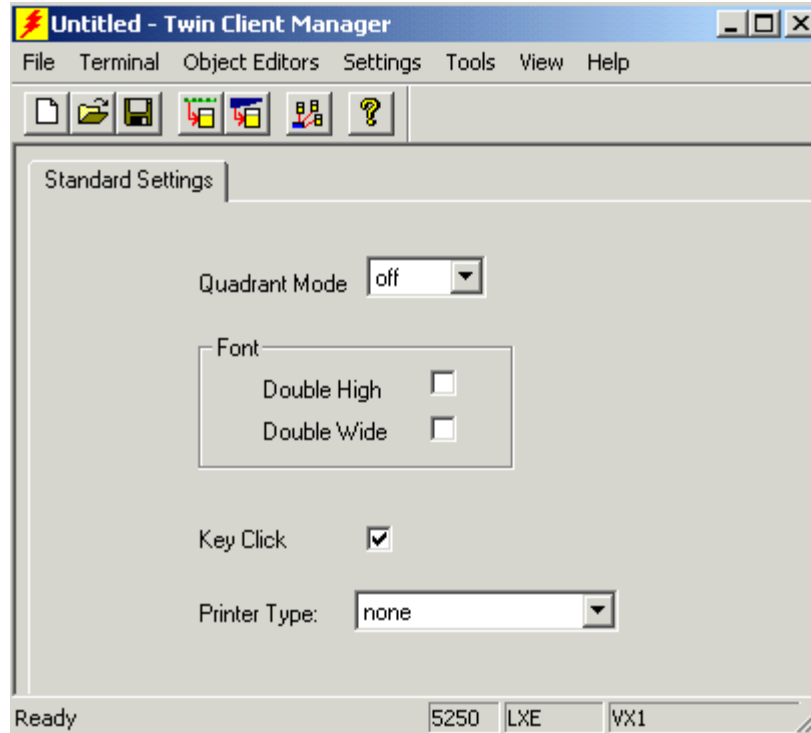 Untitled - Twin Client Manager
File Terminal Object Editors Settings Tools View Help
Standard Settings
Quadrant Mode off
Font
Double High
Double Wide
Key Click
Printer Type: none
Ready 5250 LXE VX1